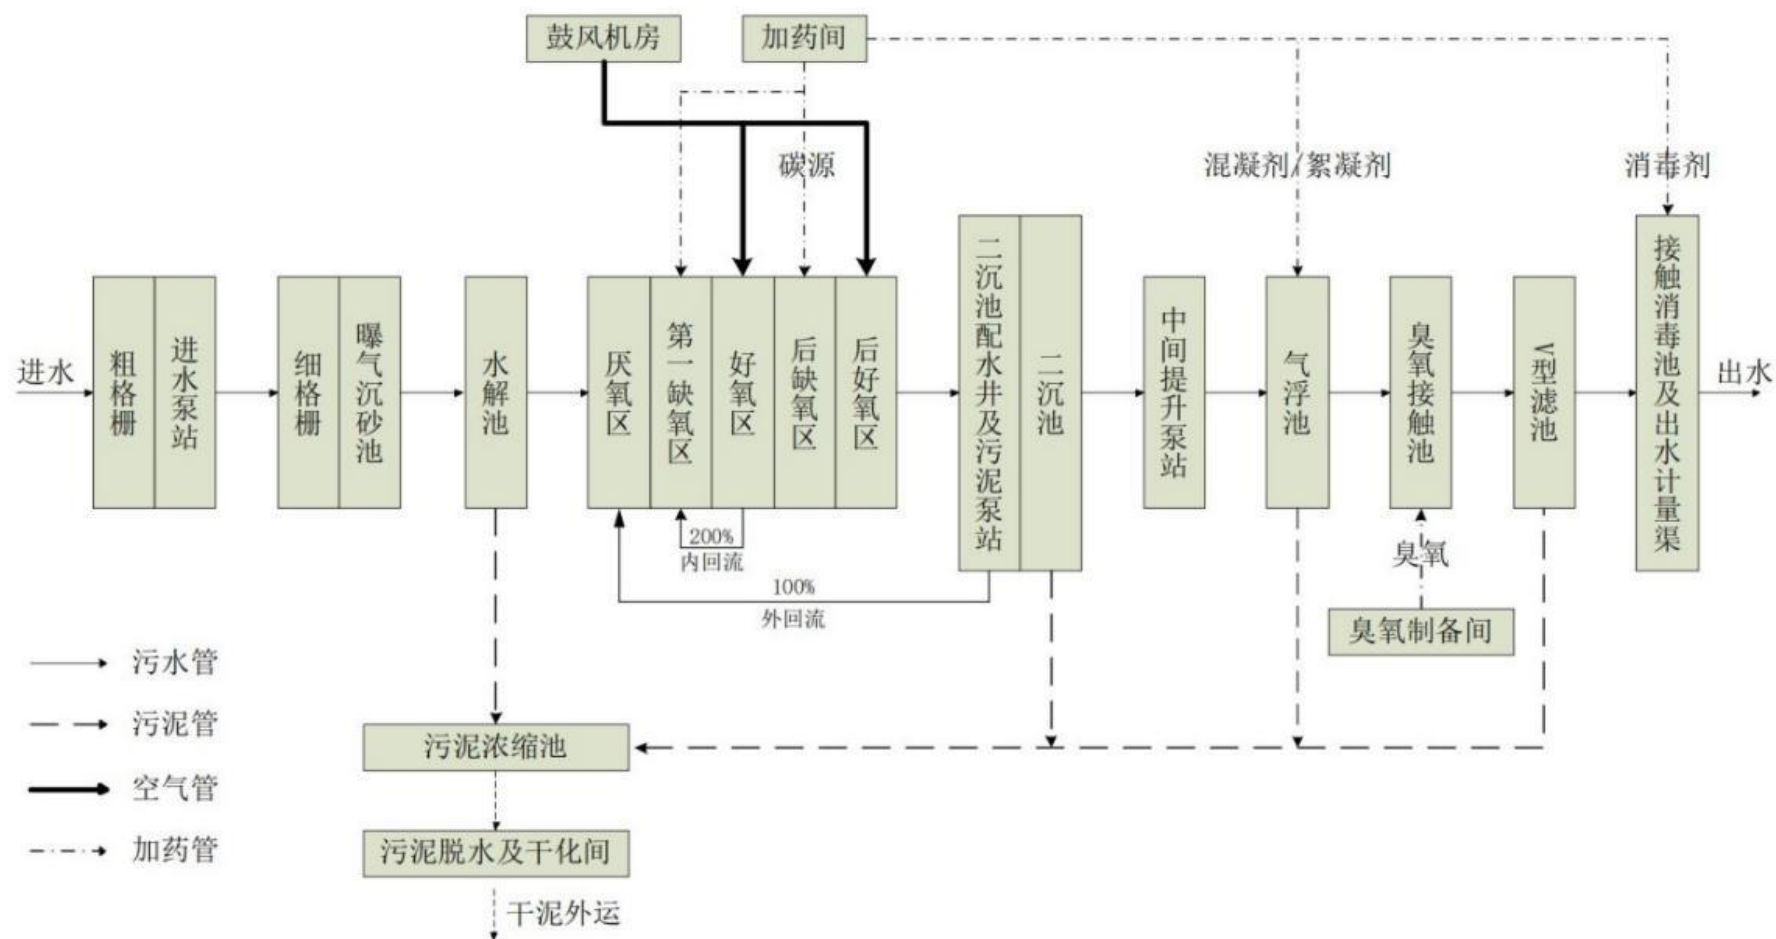 鼓风机房
加药间
碳源
混凝剂/絮凝剂
消毒剂
进水
粗格栅
进水泵站
细格栅
曝气沉砂池
水解池
厌氧区
第一缺氧区
好氧区
后缺氧区
后好氧区
二沉池配水井及污泥泵站
二沉池
中间提升泵站
气浮池
臭氧接触池
V型滤池
接触消毒池及出水计量渠
出水
200%
内回流
100%
外回流
臭氧
臭氧制备间
污水管
污泥管
空气管
加药管
污泥浓缩池
污泥脱水及干化间
干泥外运